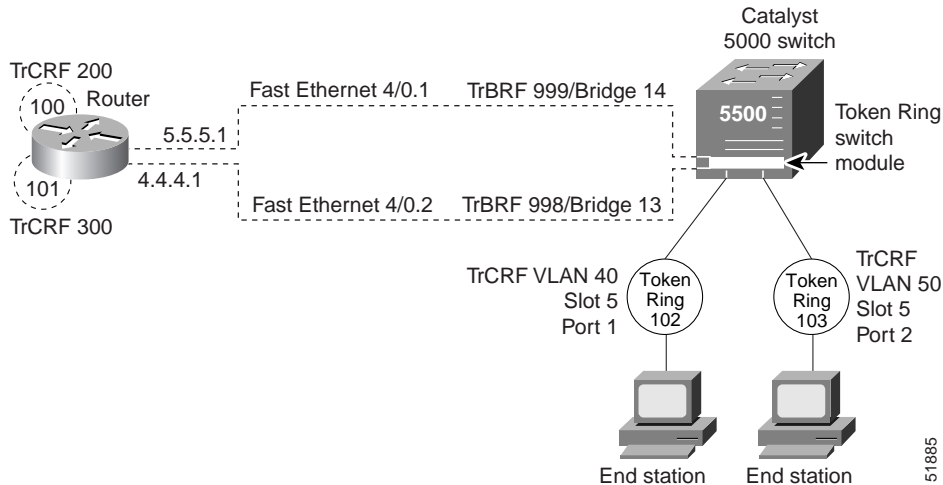 Catalyst
5000 switch
TrCRF 200
100
Router
Fast Ethernet 4/0.1
TrBRF 999/Bridge 14
5500
Token Ring
switch
module
5.5.5.1
4.4.4.1
101
TrCRF 300
Fast Ethernet 4/0.2
TrBRF 998/Bridge 13
TrCRF VLAN 40
Slot 5
Port 1
Token
Ring
102
Token
Ring
103
TrCRF
VLAN 50
Slot 5
Port 2
End station
End station
51885